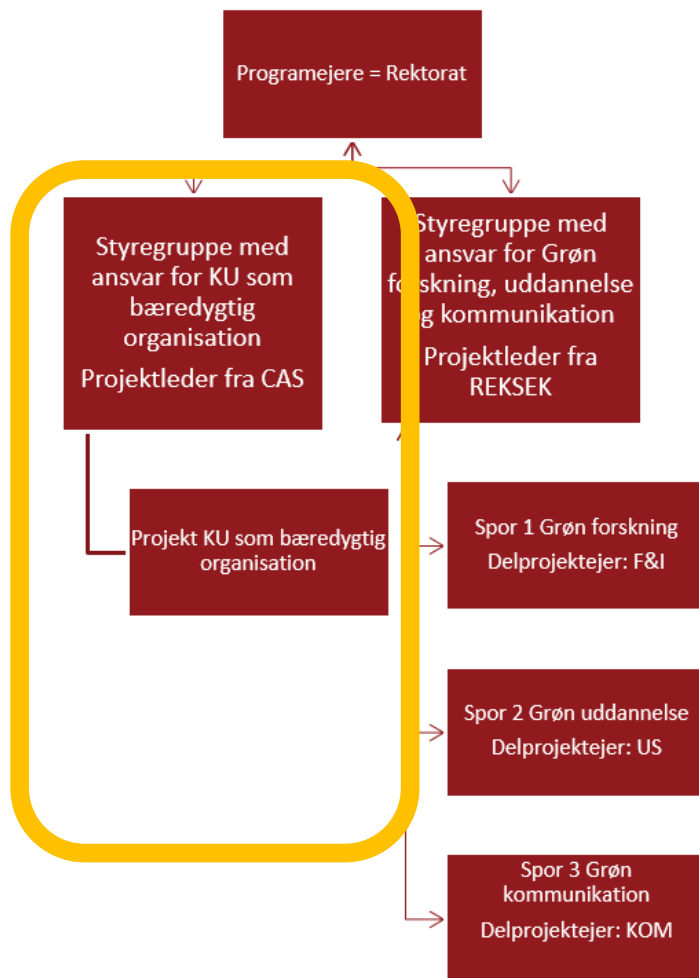 Programejere = Rektorat
Styregruppe med
ansvar for KU som
bæredygtig
organisation
Projektleder fra CAS
Styregruppe med
ansvar for Grøn
forskning, uddannelse
og kommunikation
Projektleder fra
REKSEK
Projekt KU som bæredygtig
organisation
Spor 1 Grøn forskning
Delprojektejer: F&I
Spor 2 Grøn uddannelse
Delprojektejer: US
Spor 3 Grøn
kommunikation
Delprojektejer: KOM